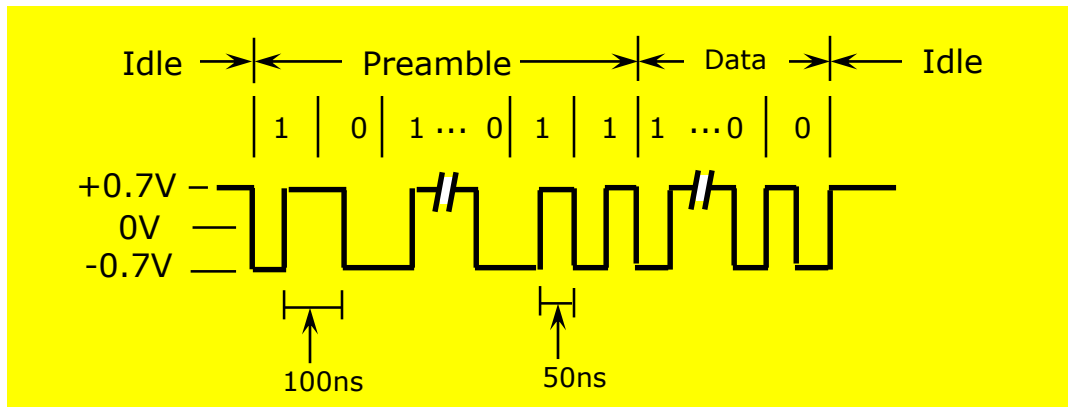 Idle Preamble Data Idle
1 0 1 ... 0 1 1 1 ...0 0
+0.7V
0V
-0.7V
100ns 50ns